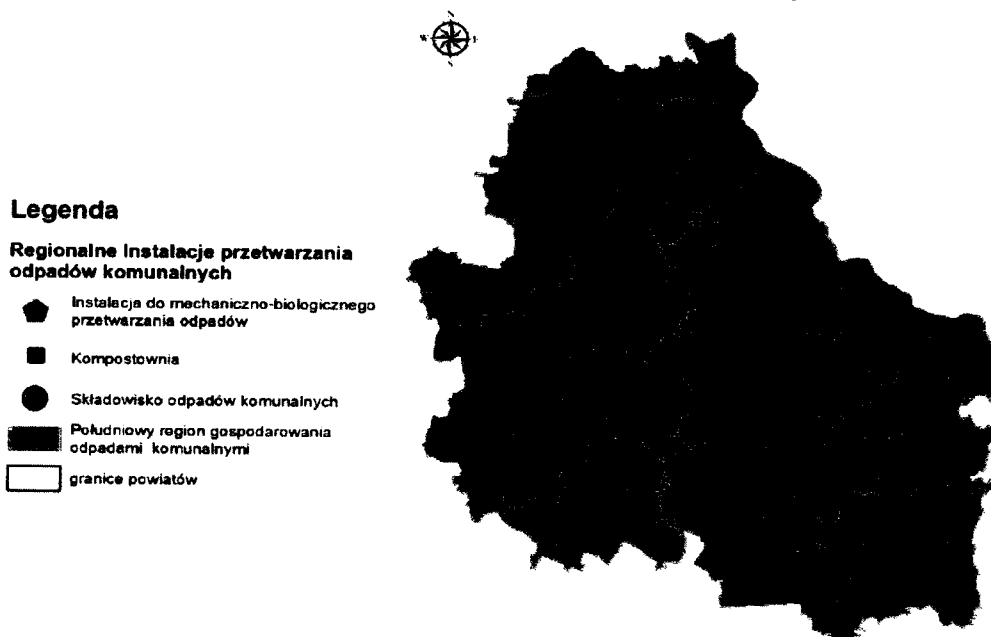 N
W
Legenda
Regionalne Instalacje przetwarzania
odpadów komunalnych
Instalacja do mechaniczno-biologicznego
przetwarzania odpadów
Kompostownia
Składowisko odpadów komunalnych
Południowy region gospodarowania
odpadami komunalnymi
granice powiatów